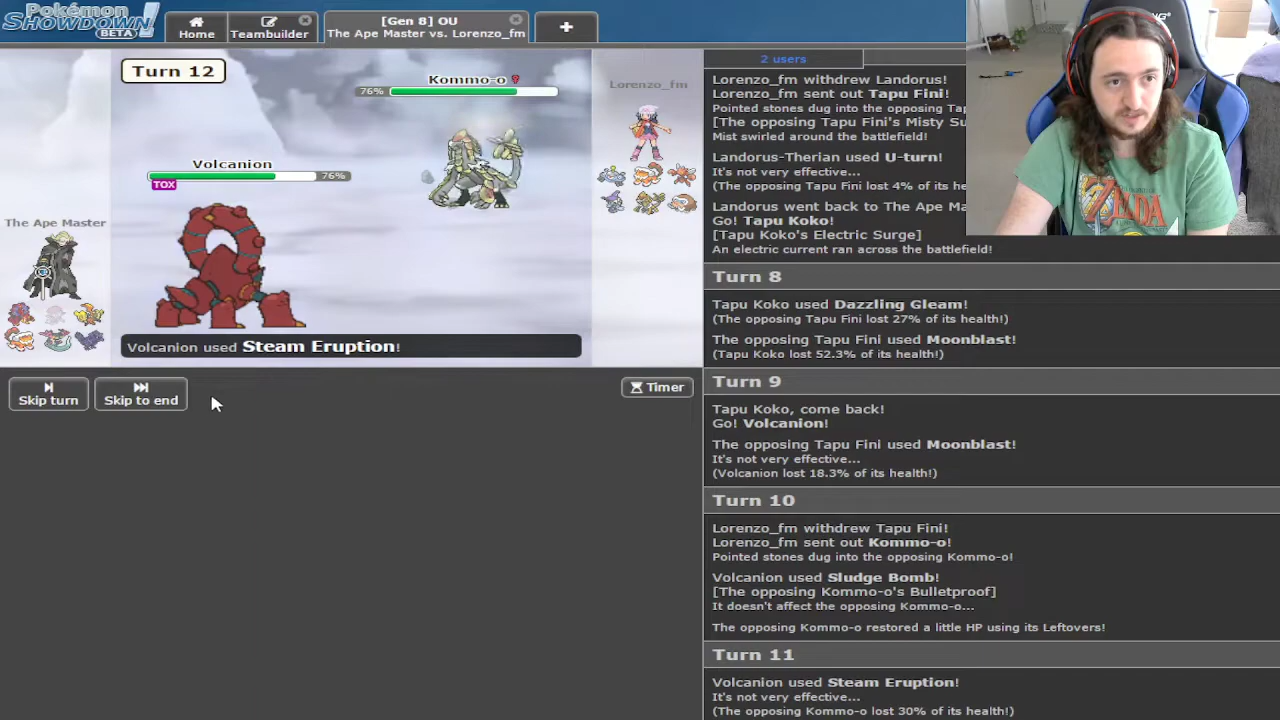 Pokémon
SHOWDOWN!
BETA
Home
Teambuilder
[Gen 8] OU
The Ape Master vs. Lorenzo_fm
+
Turn 12
Kommo-o ?
76%
Volcanion
76%
TOX
The Ape Master
Lorenzo_fm
Volcanion used Steam Eruption!
Skip turn
Skip to end
Timer
2 users
Lorenzo_fm withdrew Landorus!
Lorenzo_fm sent out Tapu Fini!
Pointed stones dug into the opposing Tap
[The opposing Tapu Fini's Misty Su
Mist swirled around the battlefield!
Landorus-Therian used U-turn!
It's not very effective...
(The opposing Tapu Fini lost 4% of its he
Landorus went back to The Ape Ma
Go! Tapu Koko!
[Tapu Koko's Electric Surge]
An electric current ran across the battlefield!
Turn 8
Tapu Koko used Dazzling Gleam!
(The opposing Tapu Fini lost 27% of its health!)
The opposing Tapu Fini used Moonblast!
(Tapu Koko lost 52.3% of its health!)
Turn 9
Tapu Koko, come back!
Go! Volcanion!
The opposing Tapu Fini used Moonblast!
It's not very effective...
(Volcanion lost 18.3% of its health!)
Turn 10
Lorenzo_fm withdrew Tapu Fini!
Lorenzo_fm sent out Kommo-o!
Pointed stones dug into the opposing Kommo-o!
Volcanion used Sludge Bomb!
[The opposing Kommo-o's Bulletproof]
It doesn't affect the opposing Kommo-o...
The opposing Kommo-o restored a little HP using its Leftovers!
Turn 11
Volcanion used Steam Eruption!
It's not very effective...
(The opposing Kommo-o lost 30% of its health!)
THE LEGEND OF
ZELDA